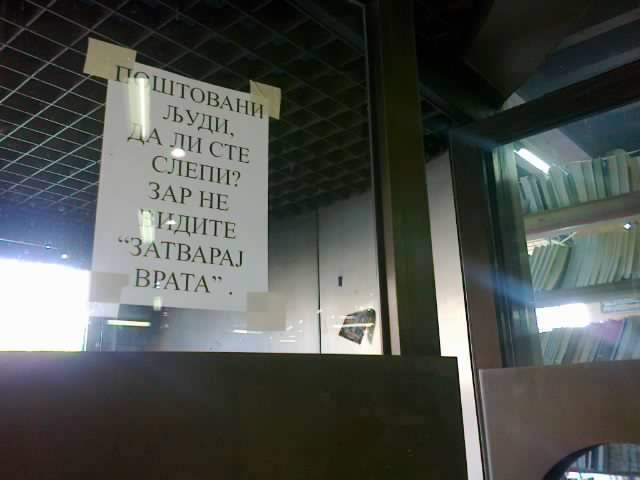 ПОШТОВАНИ
ЉУДИ,
ДА ЛИ СТЕ
СЛЕПИ?
ЗАР НЕ
ВИДИТЕ
“ЗАТВАРАЈ
ВРАТА” .